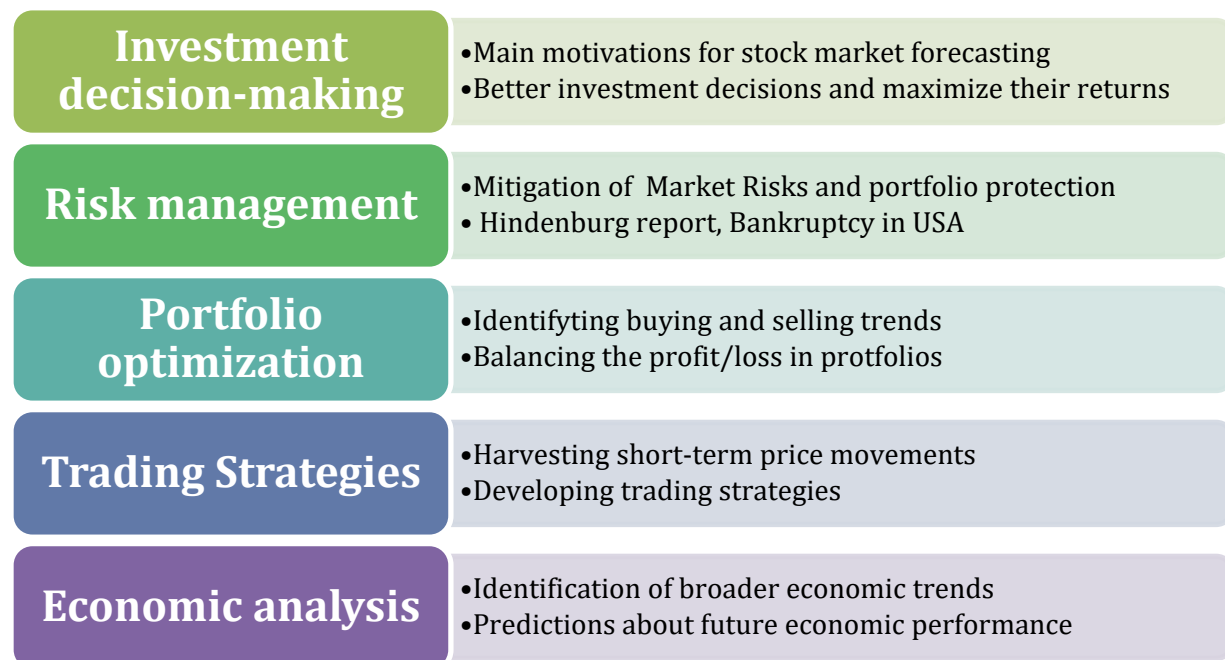 Investment
decision-making
•Main motivations for stock market forecasting
•Better investment decisions and maximize their returns
Risk management
•Mitigation of  Market Risks and portfolio protection
• Hindenburg report, Bankruptcy in USA
Portfolio
optimization
•Identifyting buying and selling trends
•Balancing the profit/loss in protfolios
Trading Strategies
•Harvesting short-term price movements
•Developing trading strategies
Economic analysis
•Identification of broader economic trends
•Predictions about future economic performance